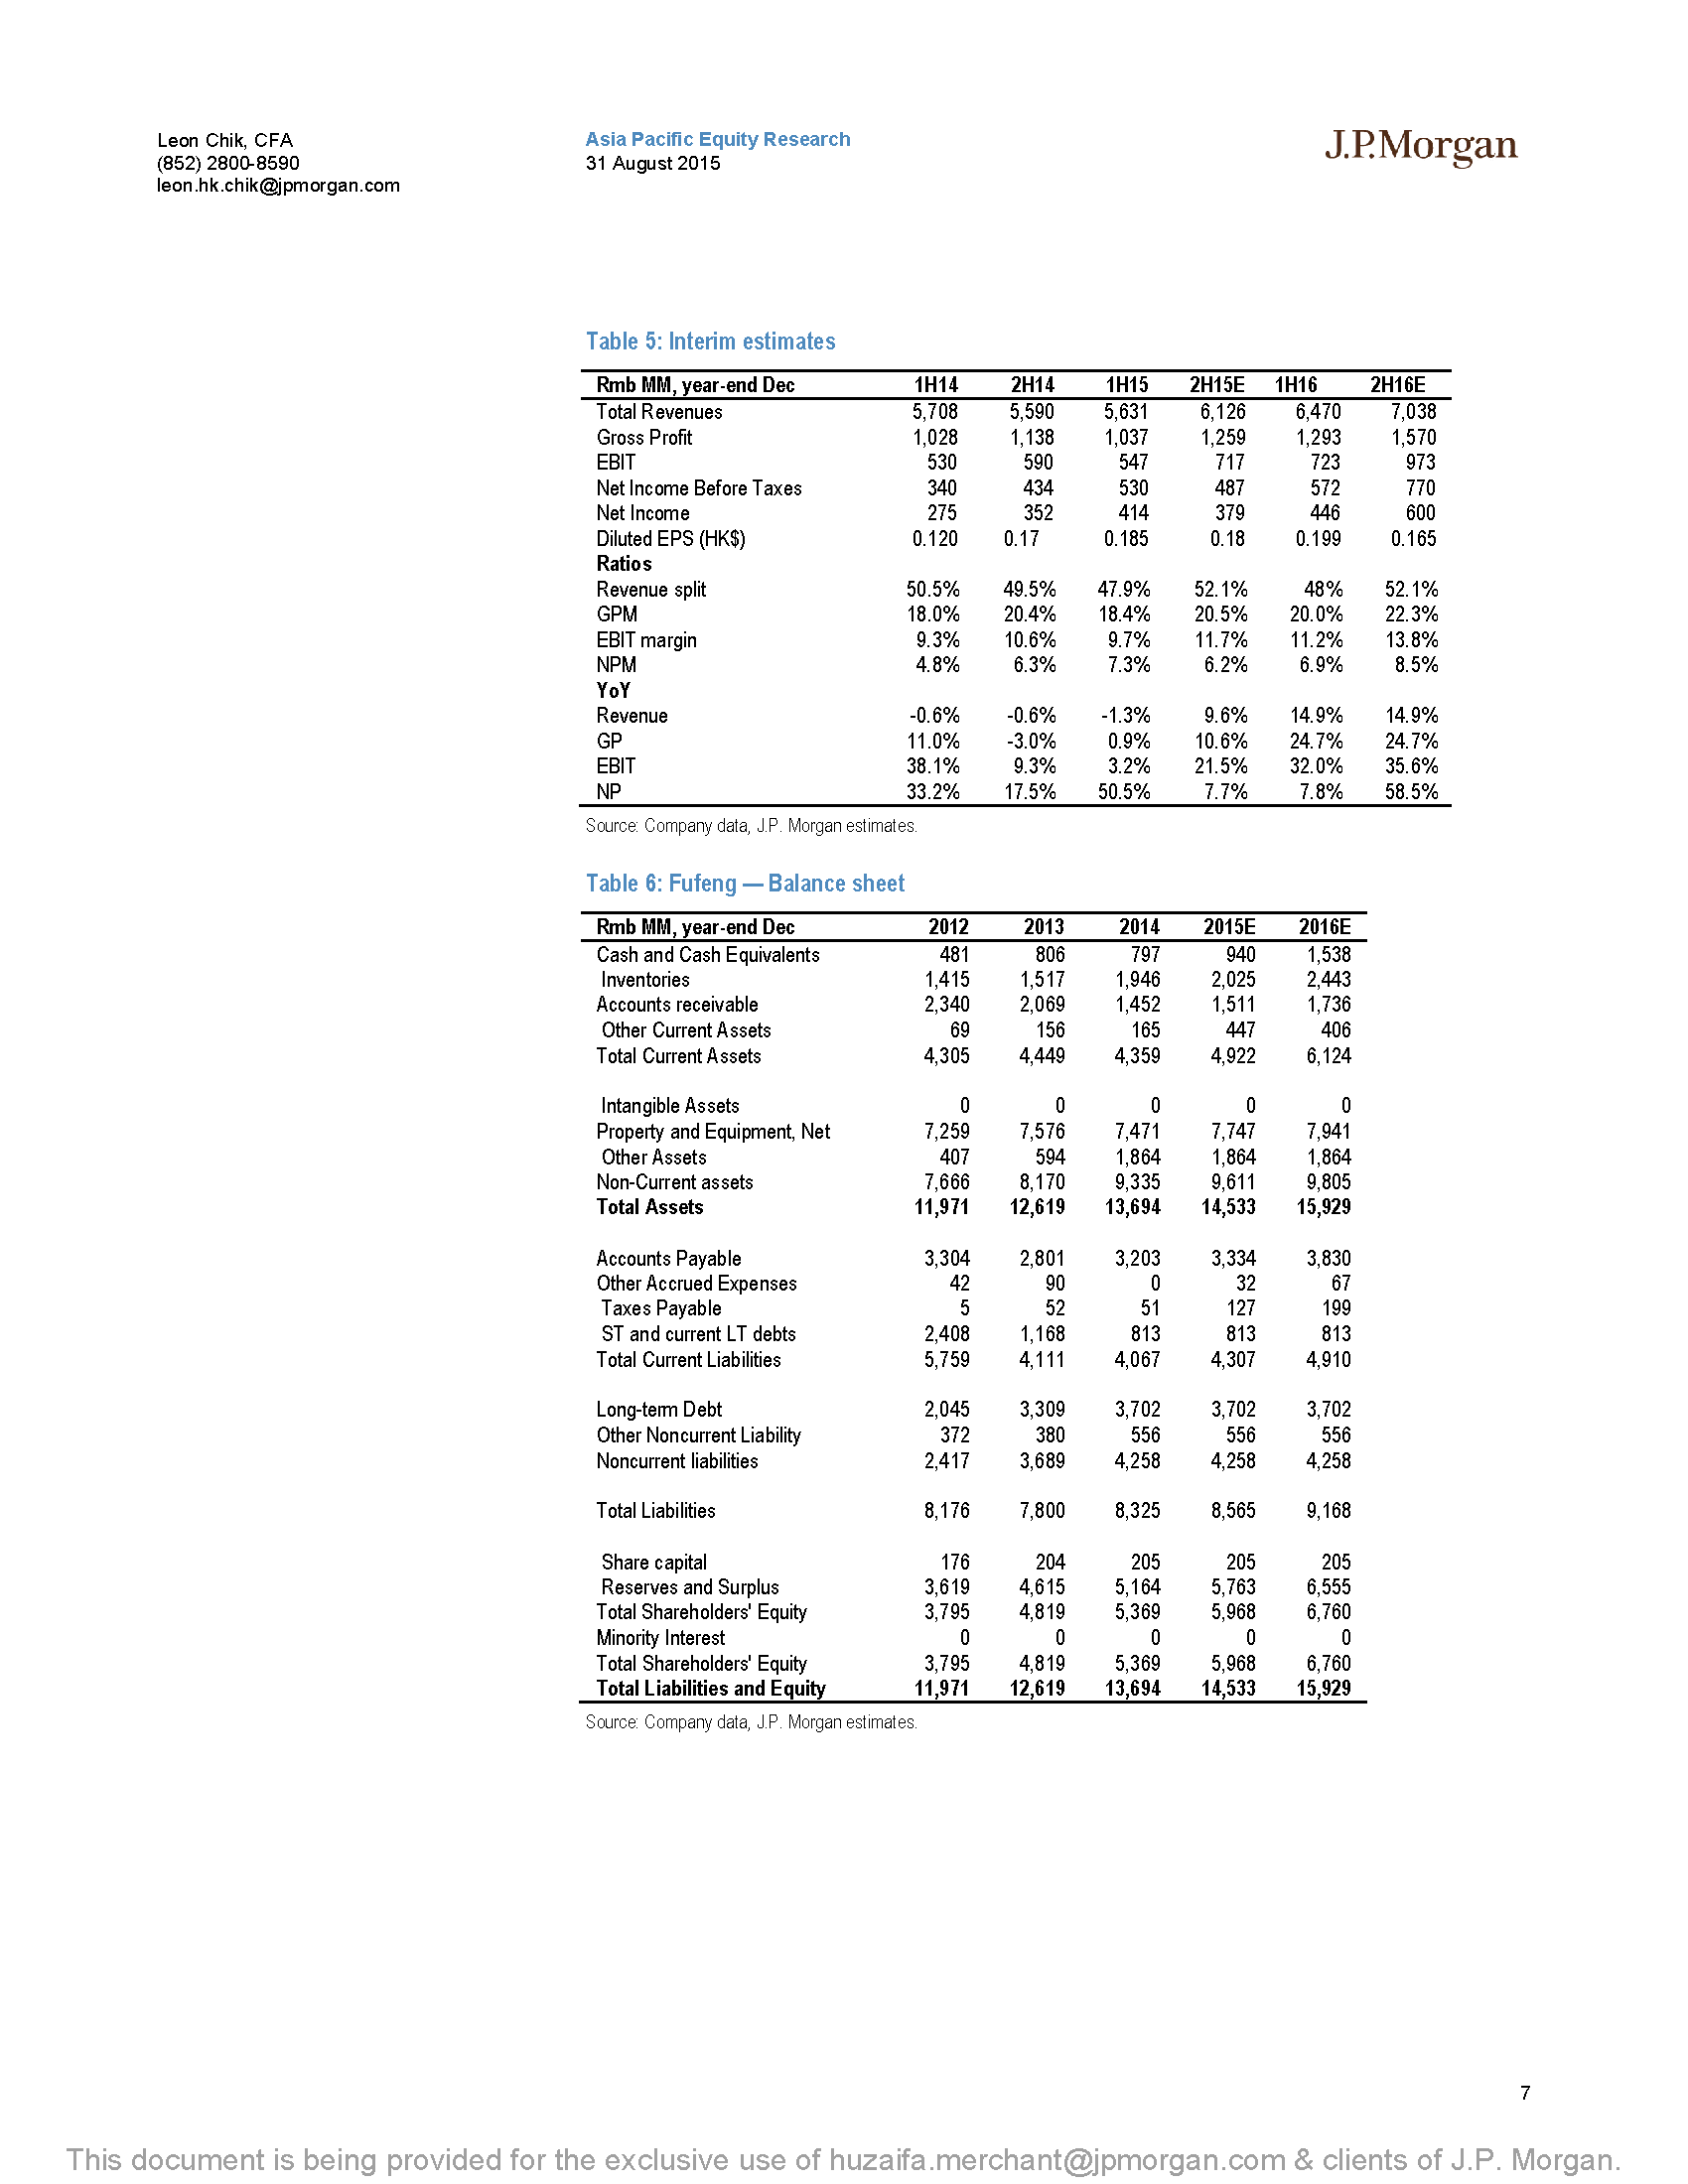 Leon Chik, CFA
(852) 2800-8590
leon.hk.chik@jpmorgan.com
Asia Pacific Equity Research
31 August 2015
J.P.Morgan
Table 5: Interim estimates
Rmb MM, year-end Dec 1H14 2H14 1H15 2H15E 1H16 2H16E
Total Revenues 5,708 5,590 5,631 6,126 6,470 7,038
Gross Profit 1,028 1,138 1,037 1,259 1,293 1,570
EBIT 530 590 547 717 723 973
Net Income Before Taxes 340 434 530 487 572 770
Net Income 275 352 414 379 446 600
Diluted EPS (HK$) 0.120 0.17 0.185 0.18 0.199 0.165
Ratios
Revenue split 50.5% 49.5% 47.9% 52.1% 48% 52.1%
GPM 18.0% 20.4% 18.4% 20.5% 20.0% 22.3%
EBIT margin 9.3% 10.6% 9.7% 11.7% 11.2% 13.8%
NPM 4.8% 6.3% 7.3% 6.2% 6.9% 8.5%
YoY
Revenue -0.6% -0.6% -1.3% 9.6% 14.9% 14.9%
GP 11.0% -3.0% 0.9% 10.6% 24.7% 24.7%
EBIT 38.1% 9.3% 3.2% 21.5% 32.0% 35.6%
NP 33.2% 17.5% 50.5% 7.7% 7.8% 58.5%
Source: Company data, J.P. Morgan estimates.
Table 6: Fufeng — Balance sheet
Rmb MM, year-end Dec 2012 2013 2014 2015E 2016E
Cash and Cash Equivalents 481 806 797 940 1,538
Inventories 1,415 1,517 1,946 2,025 2,443
Accounts receivable 2,340 2,069 1,452 1,511 1,736
Other Current Assets 69 156 165 447 406
Total Current Assets 4,305 4,449 4,359 4,922 6,124
Intangible Assets 0 0 0 0 0
Property and Equipment, Net 7,259 7,576 7,471 7,747 7,941
Other Assets 407 594 1,864 1,864 1,864
Non-Current assets 7,666 8,170 9,335 9,611 9,805
Total Assets 11,971 12,619 13,694 14,533 15,929
Accounts Payable 3,304 2,801 3,203 3,334 3,830
Other Accrued Expenses 42 90 0 32 67
Taxes Payable 5 52 51 127 199
ST and current LT debts 2,408 1,168 813 813 813
Total Current Liabilities 5,759 4,111 4,067 4,307 4,910
Long-term Debt 2,045 3,309 3,702 3,702 3,702
Other Noncurrent Liability 372 380 556 556 556
Noncurrent liabilities 2,417 3,689 4,258 4,258 4,258
Total Liabilities 8,176 7,800 8,325 8,565 9,168
Share capital 176 204 205 205 205
Reserves and Surplus 3,619 4,615 5,164 5,763 6,555
Total Shareholders' Equity 3,795 4,819 5,369 5,968 6,760
Minority Interest 0 0 0 0 0
Total Shareholders' Equity 3,795 4,819 5,369 5,968 6,760
Total Liabilities and Equity 11,971 12,619 13,694 14,533 15,929
Source: Company data, J.P. Morgan estimates.
7
This document is being provided for the exclusive use of huzaifa.merchant@jpmorgan.com & clients of J.P. Morgan.